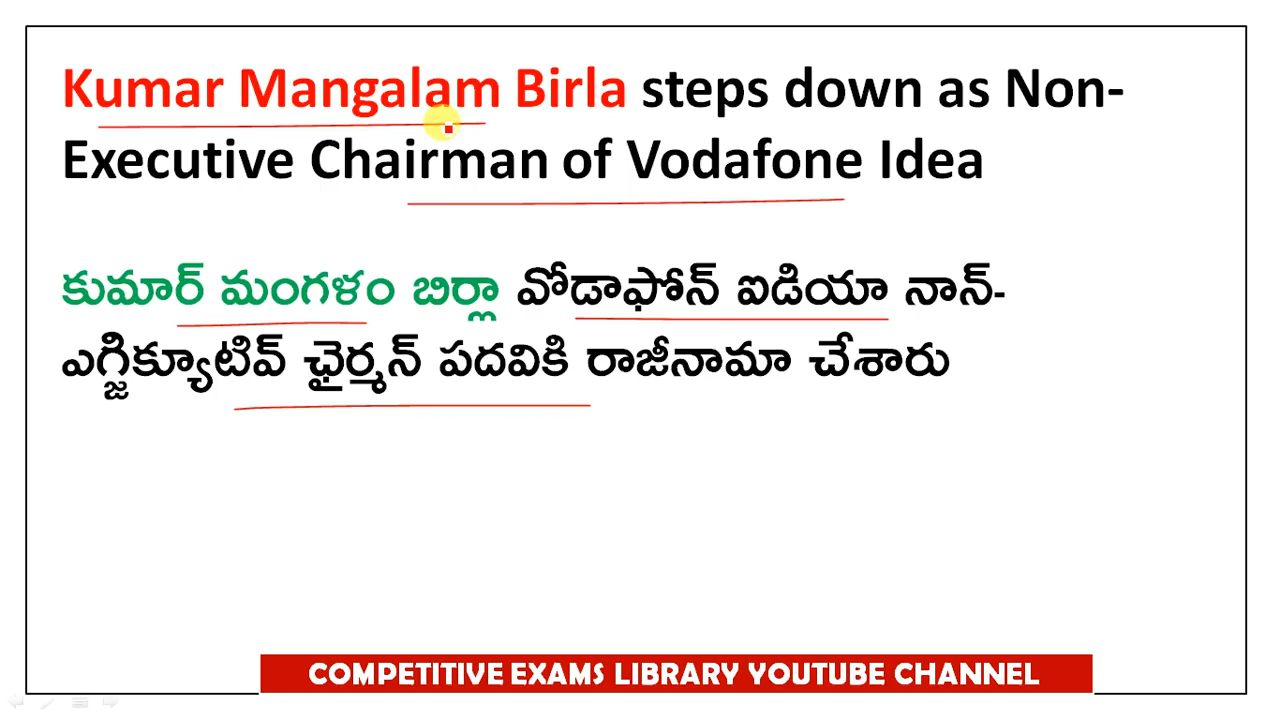 Kumar Mangalam Birla steps down as Non-
Executive Chairman of Vodafone Idea
కుమార్ మంగళం బిర్లా వోడాఫోన్ ఐడియా నాన్-
ఎగ్జిక్యూటివ్ ఛైర్మన్ పదవికి రాజీనామా చేశారు
COMPETITIVE EXAMS LIBRARY YOUTUBE CHANNEL